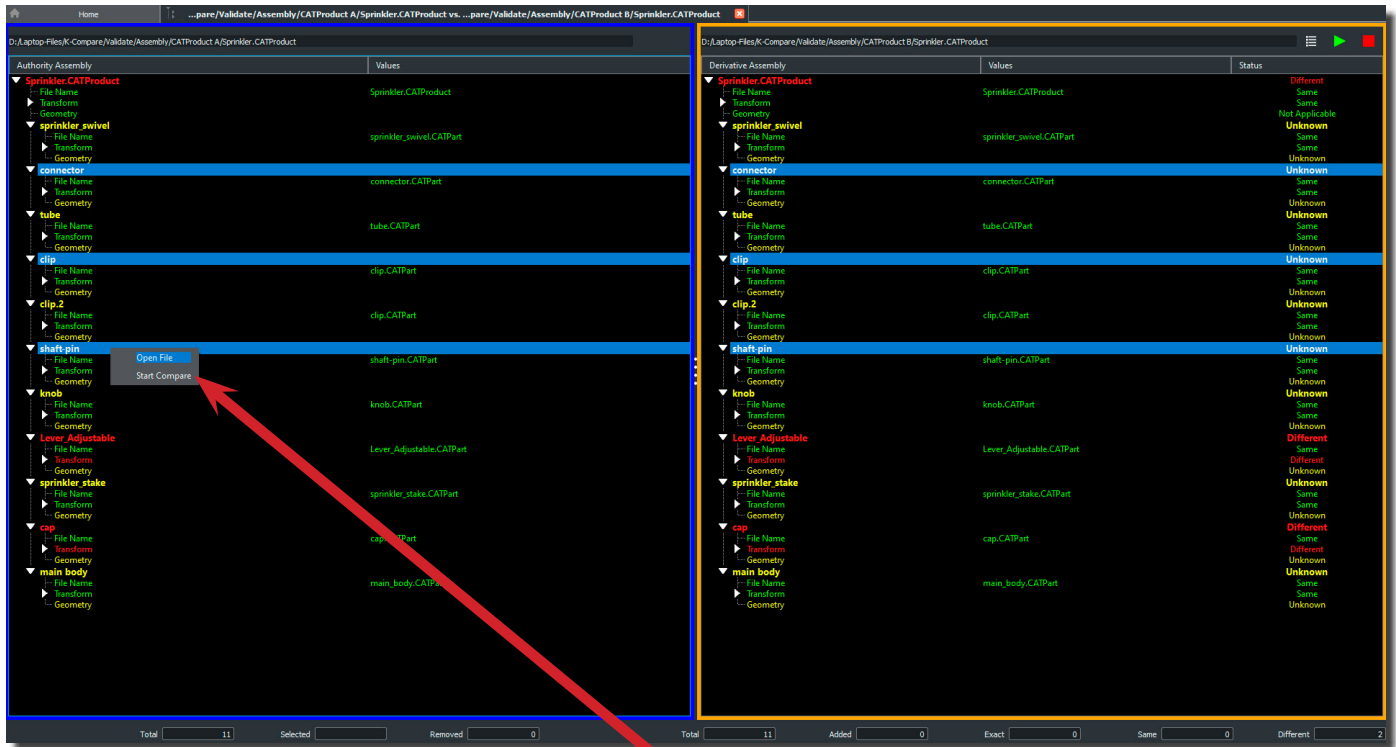 Home ...pare/Validate/Assembly/CATProduct A/Sprinkler.CATProduct vs. ...pare/Validate/Assembly/CATProduct B/Sprinkler.CATProduct
D:/Laptop-Files/K-Compare/Validate/Assembly/CATProduct A/Sprinkler.CATProduct
Authority Assembly Values
Sprinkler.CATProduct
File Name Sprinkler.CATProduct
Transform
Geometry
sprinkler_swivel
File Name sprinkler_swivel.CATPart
Transform
Geometry
connector
File Name connector.CATPart
Transform
Geometry
tube
File Name tube.CATPart
Transform
Geometry
clip
File Name clip.CATPart
Transform
Geometry
clip.2
File Name clip.CATPart
Transform
Geometry
shaft-pin
File Name shaft-pin.CATPart
Transform
Geometry
Open File
Start Compare
knob
File Name knob.CATPart
Transform
Geometry
Lever_Adjustable
File Name Lever_Adjustable.CATPart
Transform
Geometry
sprinkler_stake
File Name sprinkler_stake.CATPart
Transform
Geometry
cap
File Name
Transform
Geometry
main body
File Name
Transform
Geometry
Total 11 Selected Removed 0
D:/Laptop-Files/K-Compare/Validate/Assembly/CATProduct B/Sprinkler.CATProduct
Derivative Assembly Values Status
Sprinkler.CATProduct Different
File Name Sprinkler.CATProduct Same
Transform Same
Geometry Not Applicable
sprinkler_swivel Unknown
File Name sprinkler_swivel.CATPart Same
Transform Same
Geometry Unknown
connector Unknown
File Name connector.CATPart Same
Transform Same
Geometry Unknown
tube Unknown
File Name tube.CATPart Same
Transform Same
Geometry Unknown
clip Unknown
File Name clip.CATPart Same
Transform Same
Geometry Unknown
clip.2 Unknown
File Name clip.CATPart Same
Transform Same
Geometry Unknown
shaft-pin Unknown
File Name shaft-pin.CATPart Same
Transform Same
Geometry Unknown
knob Unknown
File Name knob.CATPart Same
Transform Same
Geometry Unknown
Lever_Adjustable Different
File Name Lever_Adjustable.CATPart Same
Transform Different
Geometry Unknown
sprinkler_stake Unknown
File Name sprinkler_stake.CATPart Same
Transform Same
Geometry Unknown
cap Different
File Name cap.CATPart Same
Transform Different
Geometry Unknown
main body Unknown
File Name main_body.CATPart Same
Transform Same
Geometry Unknown
Total 11 Added 0 Exact 0 Same 0 Different 2